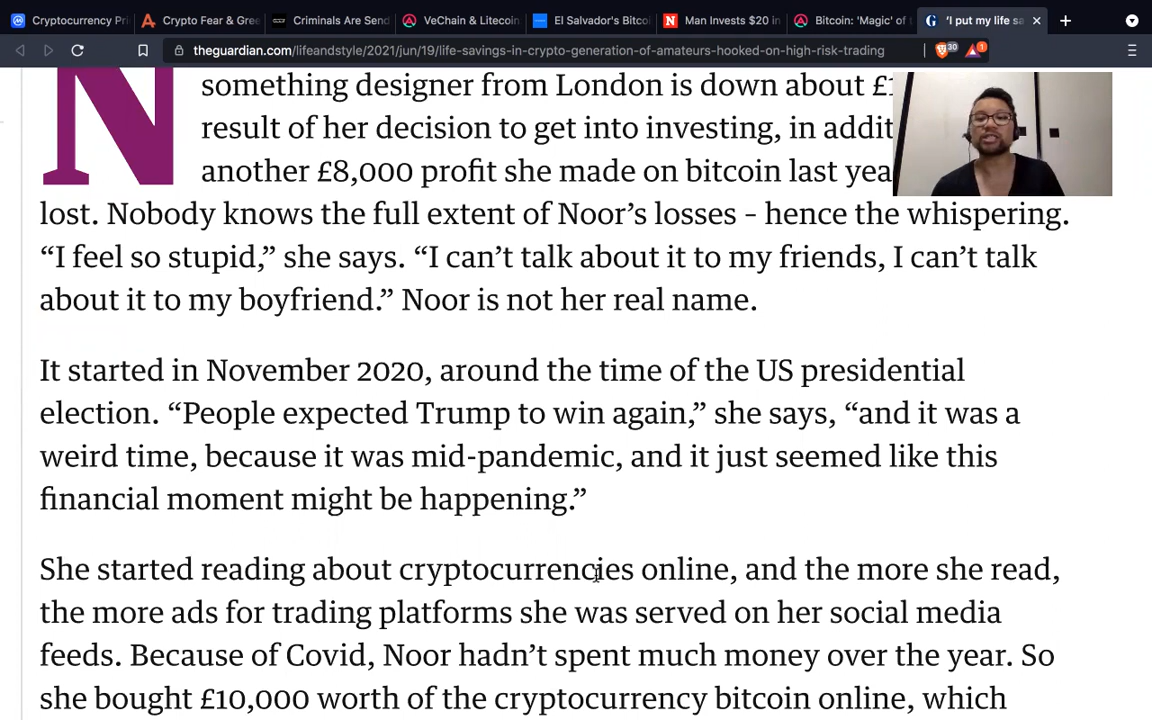 Cryptocurrency Pri
Crypto Fear & Gree
Criminals Are Send
VeChain & Litecoin
El Salvador's Bitco
Man Invests $20 in
Bitcoin: 'Magic' of t
'I put my life sa
theguardian.com/lifeandstyle/2021/jun/19/life-savings-in-crypto-generation-of-amateurs-hooked-on-high-risk-trading
30
1
N
something designer from London is down about
result of her decision to get into investing, in addit
another £8,000 profit she made on bitcoin last yea
lost. Nobody knows the full extent of Noor's losses – hence the whispering.
“I feel so stupid,” she says. “I can't talk about it to my friends, I can't talk
about it to my boyfriend.” Noor is not her real name.
It started in November 2020, around the time of the US presidential
election. “People expected Trump to win again,” she says, “and it was a
weird time, because it was mid-pandemic, and it just seemed like this
financial moment might be happening.”
She started reading about cryptocurrencies online, and the more she read,
the more ads for trading platforms she was served on her social media
feeds. Because of Covid, Noor hadn't spent much money over the year. So
she bought £10,000 worth of the cryptocurrency bitcoin online, which